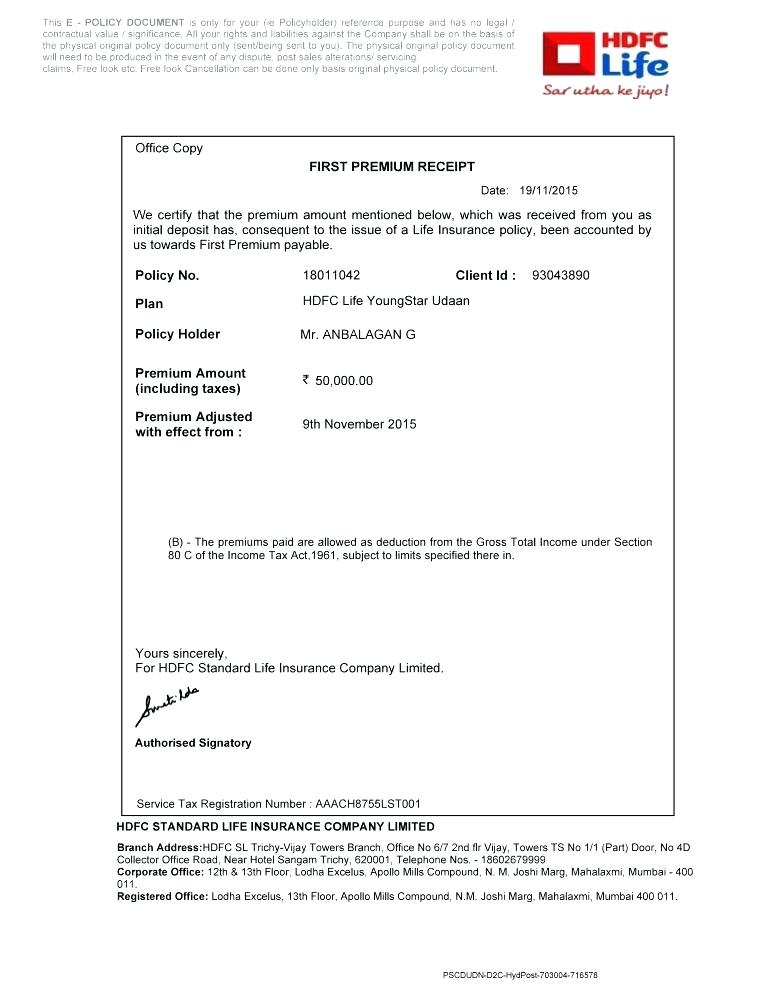 This E - POLICY DOCUMENT is only for your (ie Policyholder) reference purpose and has no legal /
contractual value / significance. All your rights and liabilities against the Company shall be on the basis of
the physical original policy document only (sent/being sent to you). The physical original policy document
will need to be produced in the event of any dispute, post sales alterations/ servicing,
claims, Free look etc. Free look Cancellation can be done only basis original physical policy document.
HDFC
Life
Sar utha ke jiyo!
Office Copy
FIRST PREMIUM RECEIPT
Date: 19/11/2015
We certify that the premium amount mentioned below, which was received from you as
initial deposit has, consequent to the issue of a Life Insurance policy, been accounted by
us towards First Premium payable.
Policy No. 18011042 Client Id : 93043890
Plan HDFC Life YoungStar Udaan
Policy Holder Mr. ANBALAGAN G
Premium Amount
(including taxes) ₹ 50,000.00
Premium Adjusted
with effect from : 9th November 2015
(B) - The premiums paid are allowed as deduction from the Gross Total Income under Section
80 C of the Income Tax Act,1961, subject to limits specified there in.
Yours sincerely,
For HDFC Standard Life Insurance Company Limited.
Authorised Signatory
Service Tax Registration Number : AAACH8755LST001
HDFC STANDARD LIFE INSURANCE COMPANY LIMITED
Branch Address:HDFC SL Trichy-Vijay Towers Branch, Office No 6/7 2nd flr Vijay, Towers TS No 1/1 (Part) Door, No 4D
Collector Office Road, Near Hotel Sangam Trichy, 620001, Telephone Nos. - 18602679999
Corporate Office: 12th & 13th Floor, Lodha Excelus, Apollo Mills Compound, N. M. Joshi Marg, Mahalaxmi, Mumbai - 400
011.
Registered Office: Lodha Excelus, 13th Floor, Apollo Mills Compound, N.M. Joshi Marg, Mahalaxmi, Mumbai 400 011.
PSCDUDN-D2C-HydPost-703004-716578